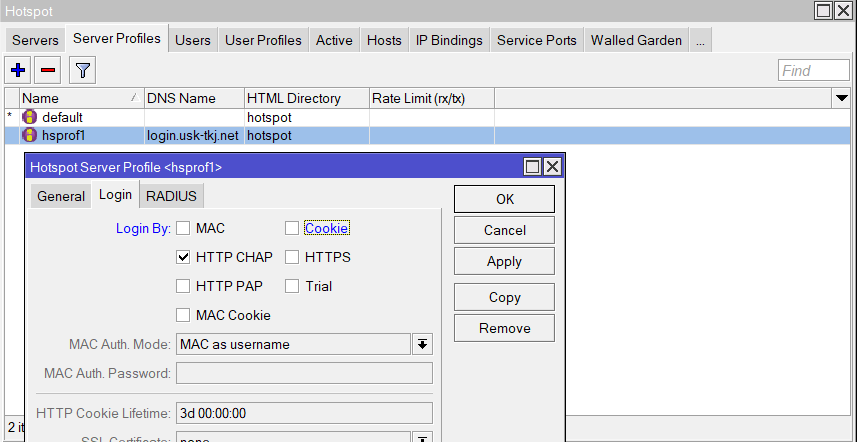 Hotspot
Servers Server Profiles Users User Profiles Active Hosts IP Bindings Service Ports Walled Garden ...
Find
Name DNS Name HTML Directory Rate Limit (rx/tx)
* default hotspot
hsprof1 login.usk-tkj.net hotspot
Hotspot Server Profile <hsprof1>
General Login RADIUS
OK
Login By: MAC Cookie
Cancel
HTTP CHAP HTTPS
Apply
HTTP PAP Trial
Copy
MAC Cookie
Remove
MAC Auth. Mode: MAC as username
MAC Auth. Password:
HTTP Cookie Lifetime: 3d 00:00:00
2 it
SSL Certificate: none